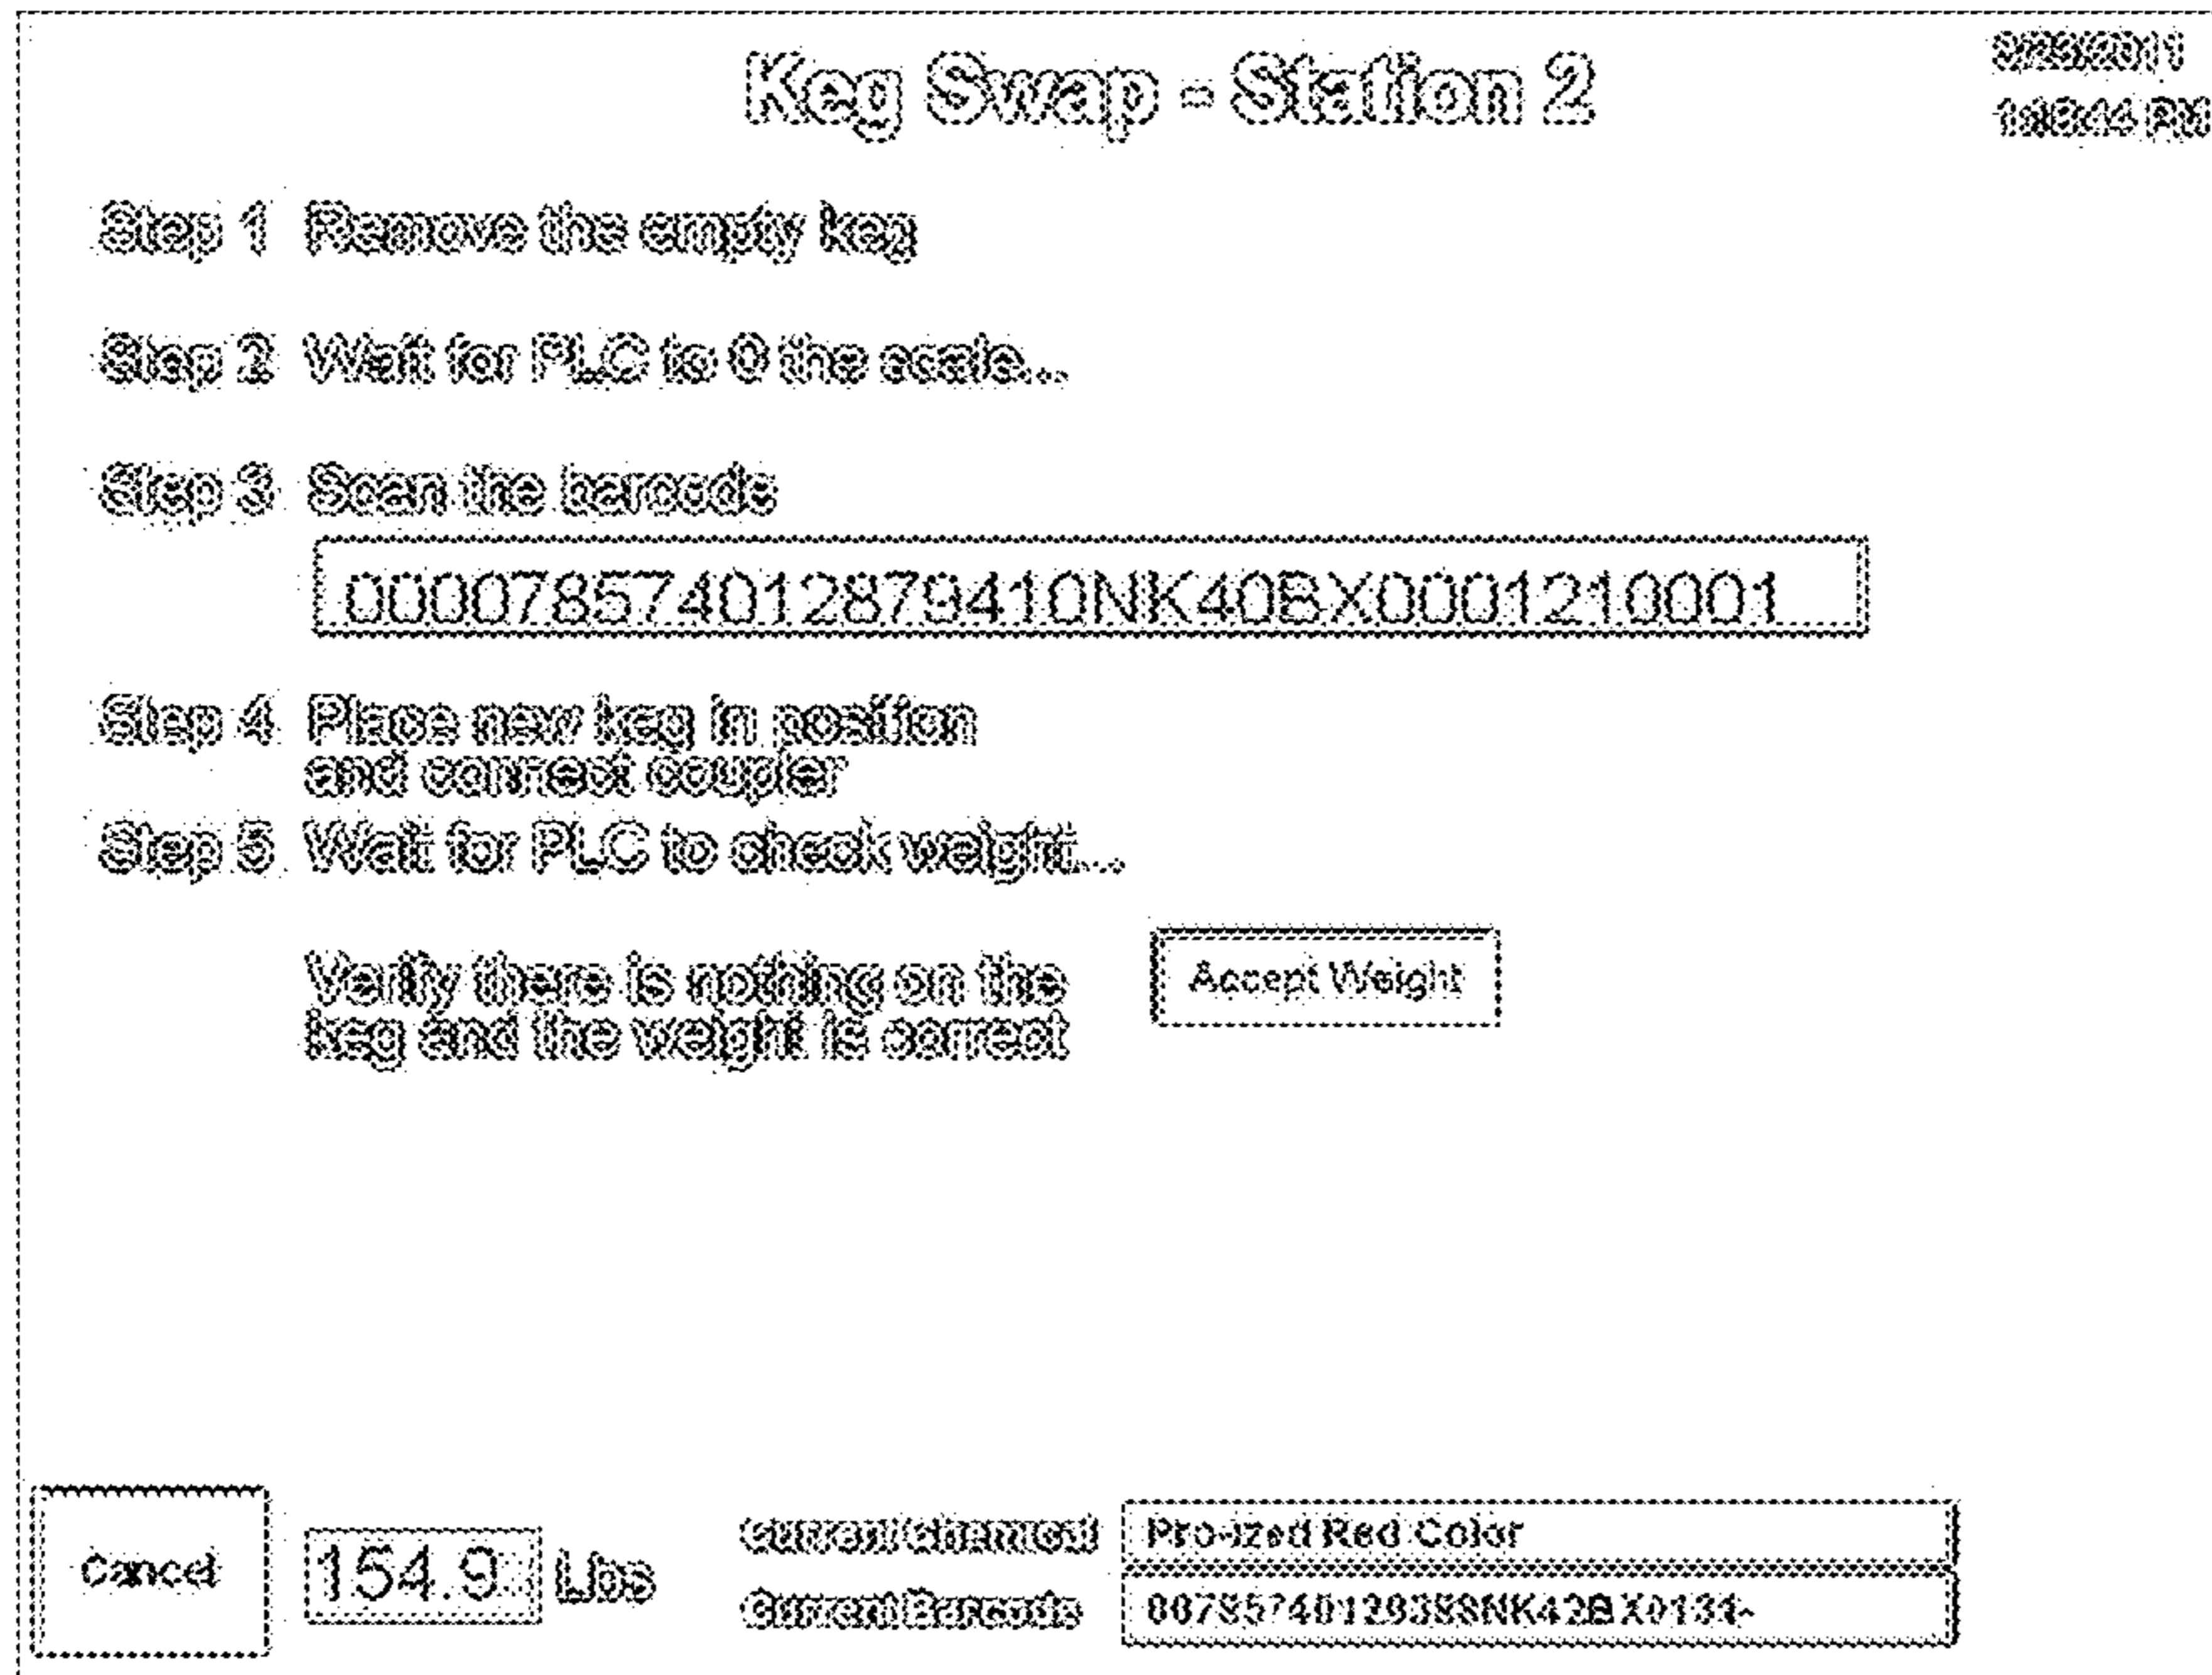 Keg Swap - Station 2
Step 1 Remove the empty keg
Step 2 Wait for PLC to 0 the scale...
Step 3 Scan the barcode
000078574012879410NK40BX0001210001
Step 4 Place new keg in position
and connect coupler
Step 5 Wait for PLC to check weight...
Verify there is nothing on the
keg and the weight is correct
Accept Weight
Cancel
154.9 Lbs
Current Chemical Red Color
Current Barcode